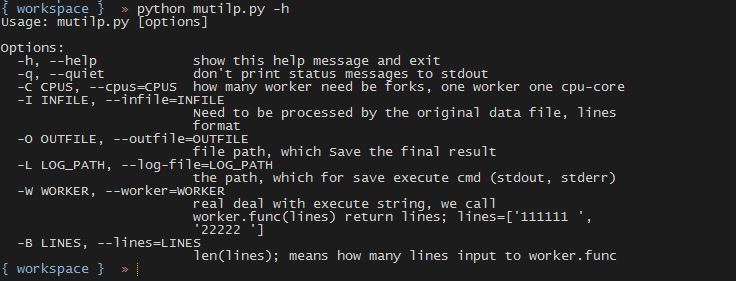 { workspace }  » python mutilp.py -h
Usage: mutilp.py [options]

Options:
  -h, --help            show this help message and exit
  -q, --quiet           don't print status messages to stdout
  -C CPUS, --cpus=CPUS  how many worker need be forks, one worker one cpu-core
  -I INFILE, --infile=INFILE
                        Need to be processed by the original data file, lines
                        format
  -O OUTFILE, --outfile=OUTFILE
                        file path, which Save the final result
  -L LOG_PATH, --log-file=LOG_PATH
                        the path, which for save execute cmd (stdout, stderr)
  -W WORKER, --worker=WORKER
                        real deal with execute string, we call
                        worker.func(lines) return lines; lines=['111111 ',
                        '22222 ']
  -B LINES, --lines=LINES
                        len(lines); means how many lines input to worker.func
{ workspace }  »